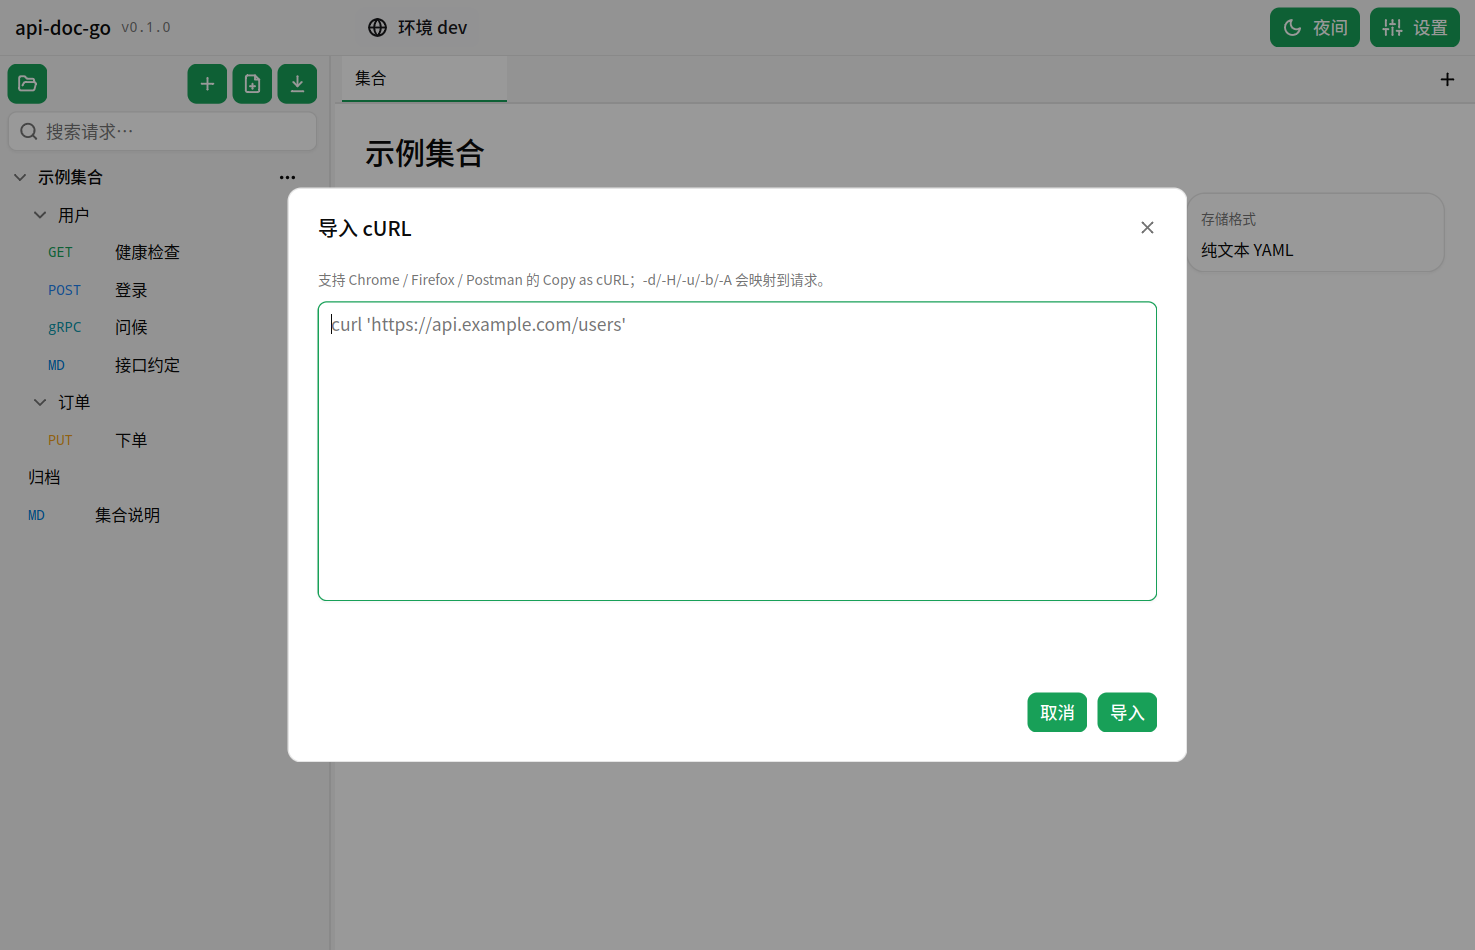 api-doc-go v0.1.0
环境 dev
夜间
设置
集合
搜索请求…
示例集合
用户
GET 健康检查
POST 登录
gRPC 问候
MD 接口约定
订单
PUT 下单
归档
MD 集合说明
示例集合
存储格式
纯文本 YAML
导入 cURL
支持 Chrome / Firefox / Postman 的 Copy as cURL；-d/-H/-u/-b/-A 会映射到请求。
curl 'https://api.example.com/users'
取消
导入